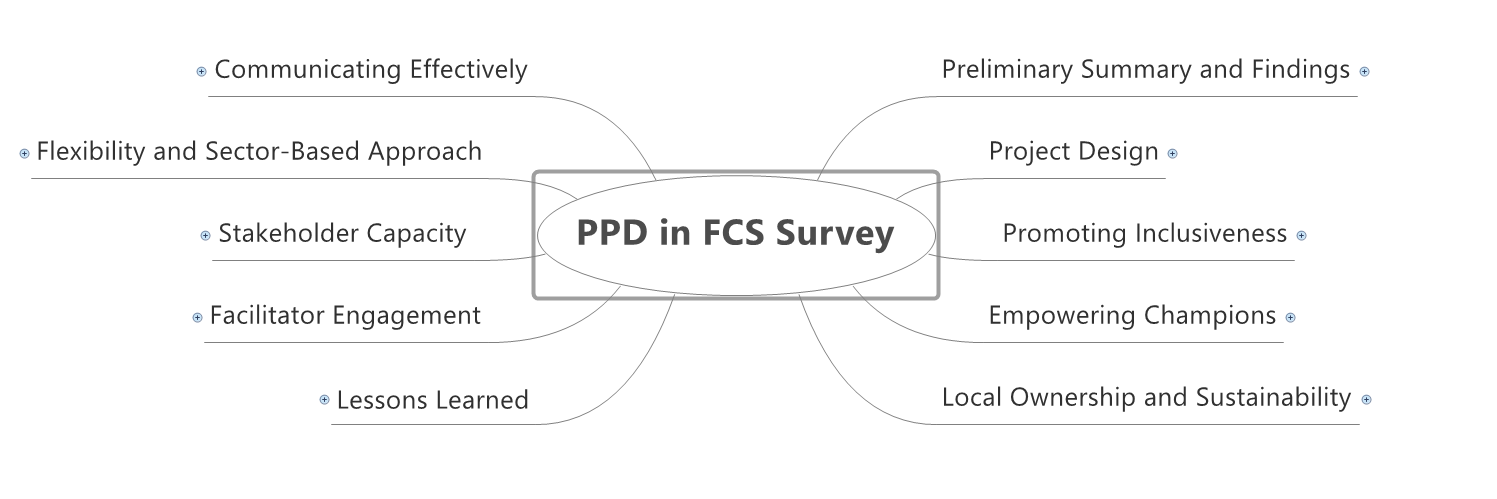 Communicating Effectively
Flexibility and Sector-Based Approach
Stakeholder Capacity
Facilitator Engagement
Lessons Learned
PPD in FCS Survey
Preliminary Summary and Findings
Project Design
Promoting Inclusiveness
Empowering Champions
Local Ownership and Sustainability